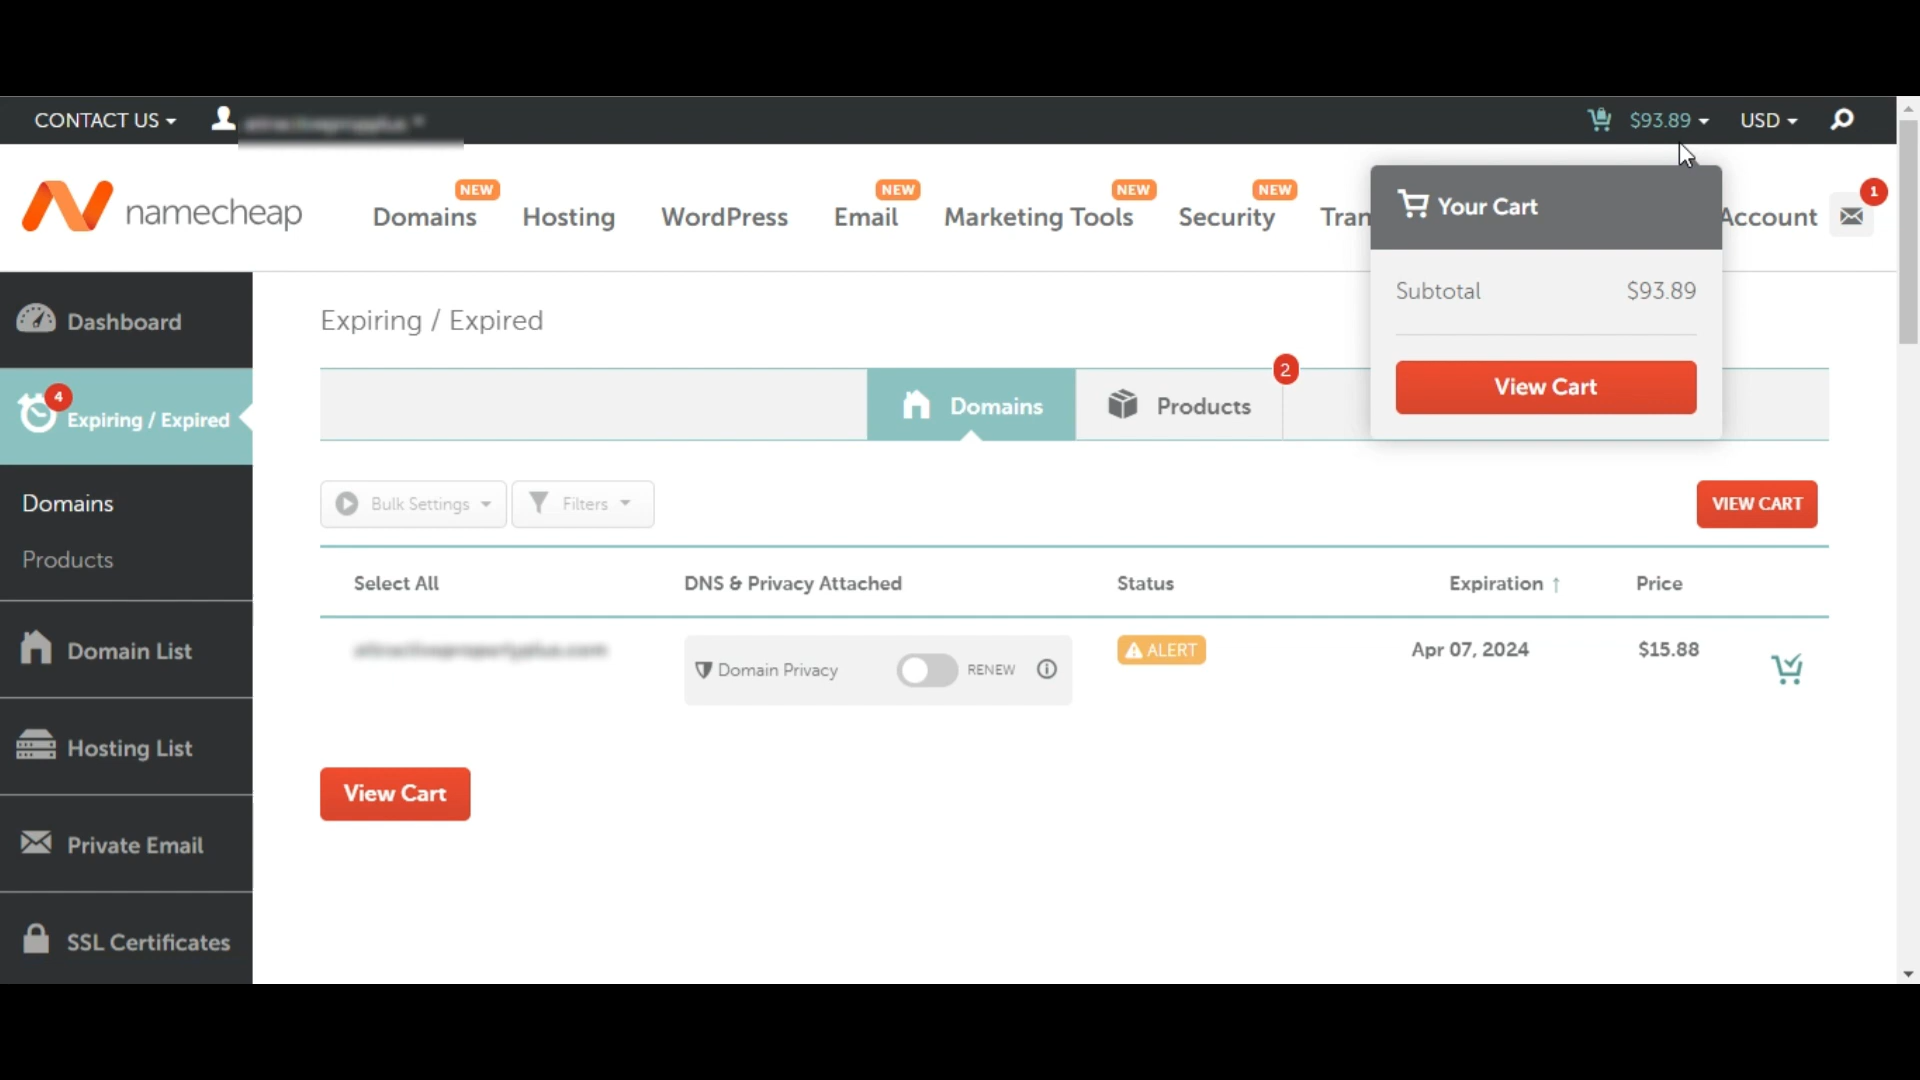 CONTACT US
$93.89
USD
namecheap
NEW
NEW
NEW
NEW
Domains
Hosting
WordPress
Email
Marketing Tools
Security
Account
1
Your Cart
Subtotal $93.89
View Cart
Dashboard
4
Expiring / Expired
Domains
Products
Domain List
Hosting List
Private Email
SSL Certificates
Expiring / Expired
Domains
Products
2
Bulk Settings
Filters
VIEW CART
Select All
DNS & Privacy Attached
Status
Expiration ↑
Price
Domain Privacy
RENEW
ALERT
Apr 07, 2024
$15.88
View Cart